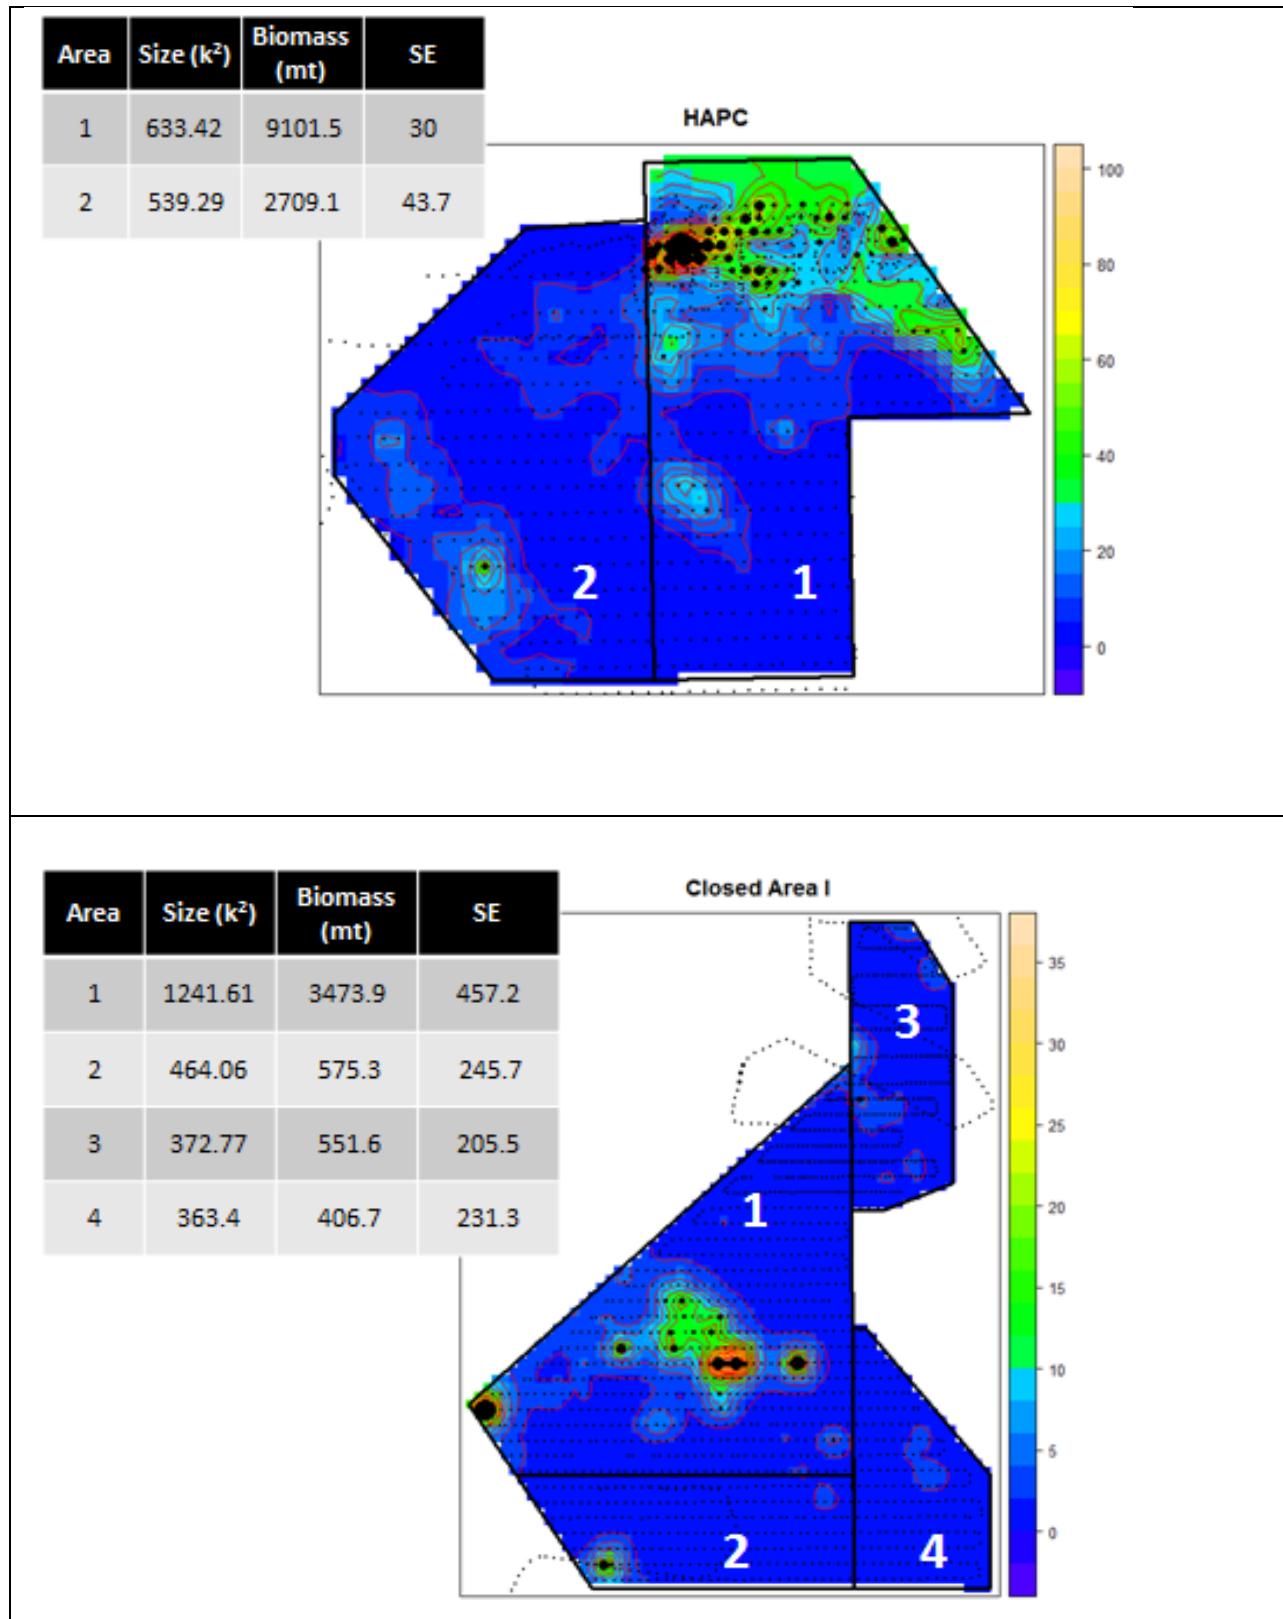 Area Size (k²) Biomass (mt) SE
1 633.42 9101.5 30
2 539.29 2709.1 43.7
HAPC
100
80
60
40
20
0
2 1
Area Size (k²) Biomass (mt) SE
1 1241.61 3473.9 457.2
2 464.06 575.3 245.7
3 372.77 551.6 205.5
4 363.4 406.7 231.3
Closed Area I
35
30
25
20
15
10
5
0
3
1
2 4